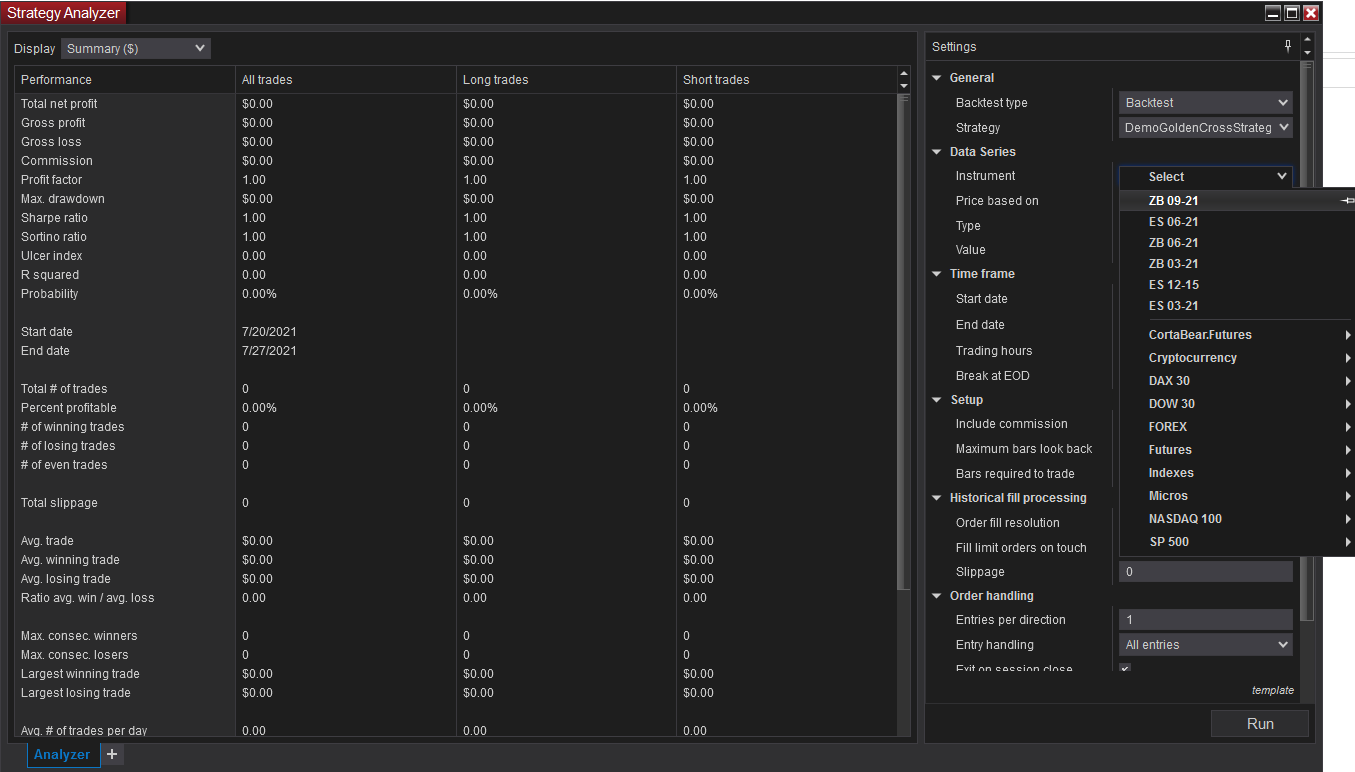 Strategy Analyzer
Display Summary ($)
Performance All trades Long trades Short trades
Total net profit $0.00 $0.00 $0.00
Gross profit $0.00 $0.00 $0.00
Gross loss $0.00 $0.00 $0.00
Commission $0.00 $0.00 $0.00
Profit factor 1.00 1.00 1.00
Max. drawdown $0.00 $0.00 $0.00
Sharpe ratio 1.00 1.00 1.00
Sortino ratio 1.00 1.00 1.00
Ulcer index 0.00 0.00 0.00
R squared 0.00 0.00 0.00
Probability 0.00% 0.00% 0.00%
Start date 7/20/2021
End date 7/27/2021
Total # of trades 0 0 0
Percent profitable 0.00% 0.00% 0.00%
# of winning trades 0 0 0
# of losing trades 0 0 0
# of even trades 0 0 0
Total slippage 0 0 0
Avg. trade $0.00 $0.00 $0.00
Avg. winning trade $0.00 $0.00 $0.00
Avg. losing trade $0.00 $0.00 $0.00
Ratio avg. win / avg. loss 0.00 0.00 0.00
Max. consec. winners 0 0 0
Max. consec. losers 0 0 0
Largest winning trade $0.00 $0.00 $0.00
Largest losing trade $0.00 $0.00 $0.00
Avg. # of trades per day 0.00 0.00 0.00
Analyzer +
Settings
General
Backtest type Backtest
Strategy DemoGoldenCrossStrateg
Data Series
Instrument Select
Price based on
Type
Value
Time frame
Start date
End date
Trading hours
Break at EOD
Setup
Include commission
Maximum bars look back
Bars required to trade
Historical fill processing
Order fill resolution
Fill limit orders on touch
Slippage 0
Order handling
Entries per direction 1
Entry handling All entries
Exit on session close
template
Run
ZB 09-21
ES 06-21
ZB 06-21
ZB 03-21
ES 12-15
ES 03-21
CortaBear.Futures
Cryptocurrency
DAX 30
DOW 30
FOREX
Futures
Indexes
Micros
NASDAQ 100
SP 500